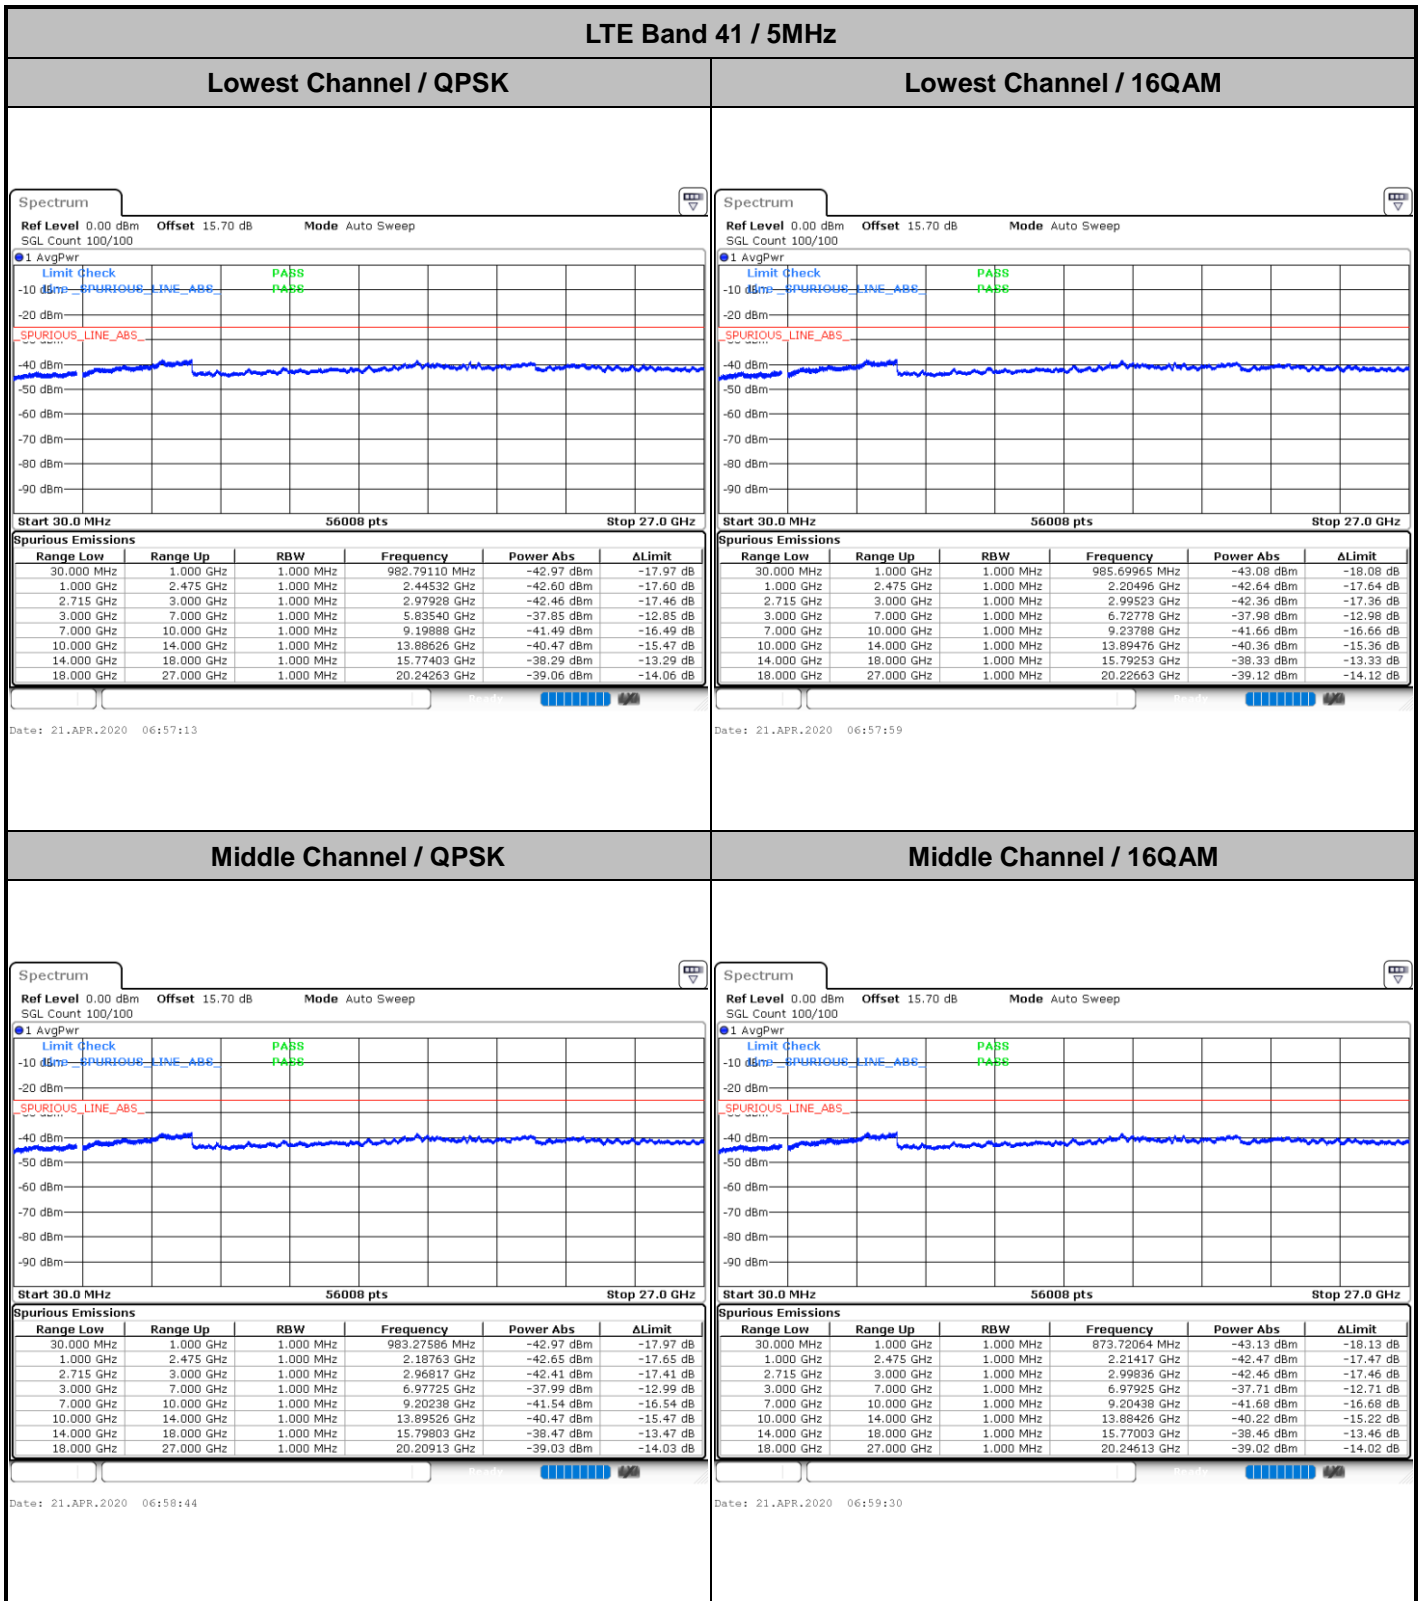 LTE Band 41 / 5MHz
Lowest Channel / QPSK
Lowest Channel / 16QAM
Spectrum
Ref Level 0.00 dBm Offset 15.70 dB Mode Auto Sweep
SGL Count 100/100
1 AvgPwr
Limit Check PASS
-10 dBm Line _SPURIOUS_LINE_ABS_ PASS
-20 dBm
_SPURIOUS_LINE_ABS_
-40 dBm
-50 dBm
-60 dBm
-70 dBm
-80 dBm
-90 dBm
Start 30.0 MHz 56008 pts Stop 27.0 GHz
Spurious Emissions
Range Low Range Up RBW Frequency Power Abs ΔLimit
30.000 MHz 1.000 GHz 1.000 MHz 982.79110 MHz -42.97 dBm -17.97 dB
1.000 GHz 2.475 GHz 1.000 MHz 2.44532 GHz -42.60 dBm -17.60 dB
2.715 GHz 3.000 GHz 1.000 MHz 2.97928 GHz -42.46 dBm -17.46 dB
3.000 GHz 7.000 GHz 1.000 MHz 5.83540 GHz -37.85 dBm -12.85 dB
7.000 GHz 10.000 GHz 1.000 MHz 9.19888 GHz -41.49 dBm -16.49 dB
10.000 GHz 14.000 GHz 1.000 MHz 13.88626 GHz -40.47 dBm -15.47 dB
14.000 GHz 18.000 GHz 1.000 MHz 15.77403 GHz -38.29 dBm -13.29 dB
18.000 GHz 27.000 GHz 1.000 MHz 20.24263 GHz -39.06 dBm -14.06 dB
Ready
Date: 21.APR.2020 06:57:13
Spectrum
Ref Level 0.00 dBm Offset 15.70 dB Mode Auto Sweep
SGL Count 100/100
1 AvgPwr
Limit Check PASS
-10 dBm Line _SPURIOUS_LINE_ABS_ PASS
-20 dBm
_SPURIOUS_LINE_ABS_
-40 dBm
-50 dBm
-60 dBm
-70 dBm
-80 dBm
-90 dBm
Start 30.0 MHz 56008 pts Stop 27.0 GHz
Spurious Emissions
Range Low Range Up RBW Frequency Power Abs ΔLimit
30.000 MHz 1.000 GHz 1.000 MHz 985.69965 MHz -43.08 dBm -18.08 dB
1.000 GHz 2.475 GHz 1.000 MHz 2.20496 GHz -42.64 dBm -17.64 dB
2.715 GHz 3.000 GHz 1.000 MHz 2.99523 GHz -42.36 dBm -17.36 dB
3.000 GHz 7.000 GHz 1.000 MHz 6.72778 GHz -37.98 dBm -12.98 dB
7.000 GHz 10.000 GHz 1.000 MHz 9.23788 GHz -41.66 dBm -16.66 dB
10.000 GHz 14.000 GHz 1.000 MHz 13.89476 GHz -40.36 dBm -15.36 dB
14.000 GHz 18.000 GHz 1.000 MHz 15.79253 GHz -38.33 dBm -13.33 dB
18.000 GHz 27.000 GHz 1.000 MHz 20.22663 GHz -39.12 dBm -14.12 dB
Date: 21.APR.2020 06:57:59
Middle Channel / QPSK
Middle Channel / 16QAM
Spectrum
Ref Level 0.00 dBm Offset 15.70 dB Mode Auto Sweep
SGL Count 100/100
1 AvgPwr
Limit Check PASS
-10 dBm Line _SPURIOUS_LINE_ABS_ PASS
-20 dBm
_SPURIOUS_LINE_ABS_
-40 dBm
-50 dBm
-60 dBm
-70 dBm
-80 dBm
-90 dBm
Start 30.0 MHz 56008 pts Stop 27.0 GHz
Spurious Emissions
Range Low Range Up RBW Frequency Power Abs ΔLimit
30.000 MHz 1.000 GHz 1.000 MHz 983.27586 MHz -42.97 dBm -17.97 dB
1.000 GHz 2.475 GHz 1.000 MHz 2.18763 GHz -42.65 dBm -17.65 dB
2.715 GHz 3.000 GHz 1.000 MHz 2.96817 GHz -42.41 dBm -17.41 dB
3.000 GHz 7.000 GHz 1.000 MHz 6.97725 GHz -37.99 dBm -12.99 dB
7.000 GHz 10.000 GHz 1.000 MHz 9.20238 GHz -41.54 dBm -16.54 dB
10.000 GHz 14.000 GHz 1.000 MHz 13.89526 GHz -40.47 dBm -15.47 dB
14.000 GHz 18.000 GHz 1.000 MHz 15.79803 GHz -38.47 dBm -13.47 dB
18.000 GHz 27.000 GHz 1.000 MHz 20.20913 GHz -39.03 dBm -14.03 dB
Ready
Date: 21.APR.2020 06:58:44
Spectrum
Ref Level 0.00 dBm Offset 15.70 dB Mode Auto Sweep
SGL Count 100/100
1 AvgPwr
Limit Check PASS
-10 dBm Line _SPURIOUS_LINE_ABS_ PASS
-20 dBm
_SPURIOUS_LINE_ABS_
-40 dBm
-50 dBm
-60 dBm
-70 dBm
-80 dBm
-90 dBm
Start 30.0 MHz 56008 pts Stop 27.0 GHz
Spurious Emissions
Range Low Range Up RBW Frequency Power Abs ΔLimit
30.000 MHz 1.000 GHz 1.000 MHz 873.72064 MHz -43.13 dBm -18.13 dB
1.000 GHz 2.475 GHz 1.000 MHz 2.21417 GHz -42.47 dBm -17.47 dB
2.715 GHz 3.000 GHz 1.000 MHz 2.99836 GHz -42.46 dBm -17.46 dB
3.000 GHz 7.000 GHz 1.000 MHz 6.97925 GHz -37.71 dBm -12.71 dB
7.000 GHz 10.000 GHz 1.000 MHz 9.20438 GHz -41.68 dBm -16.68 dB
10.000 GHz 14.000 GHz 1.000 MHz 13.88426 GHz -40.22 dBm -15.22 dB
14.000 GHz 18.000 GHz 1.000 MHz 15.77003 GHz -38.46 dBm -13.46 dB
18.000 GHz 27.000 GHz 1.000 MHz 20.24613 GHz -39.02 dBm -14.02 dB
Date: 21.APR.2020 06:59:30